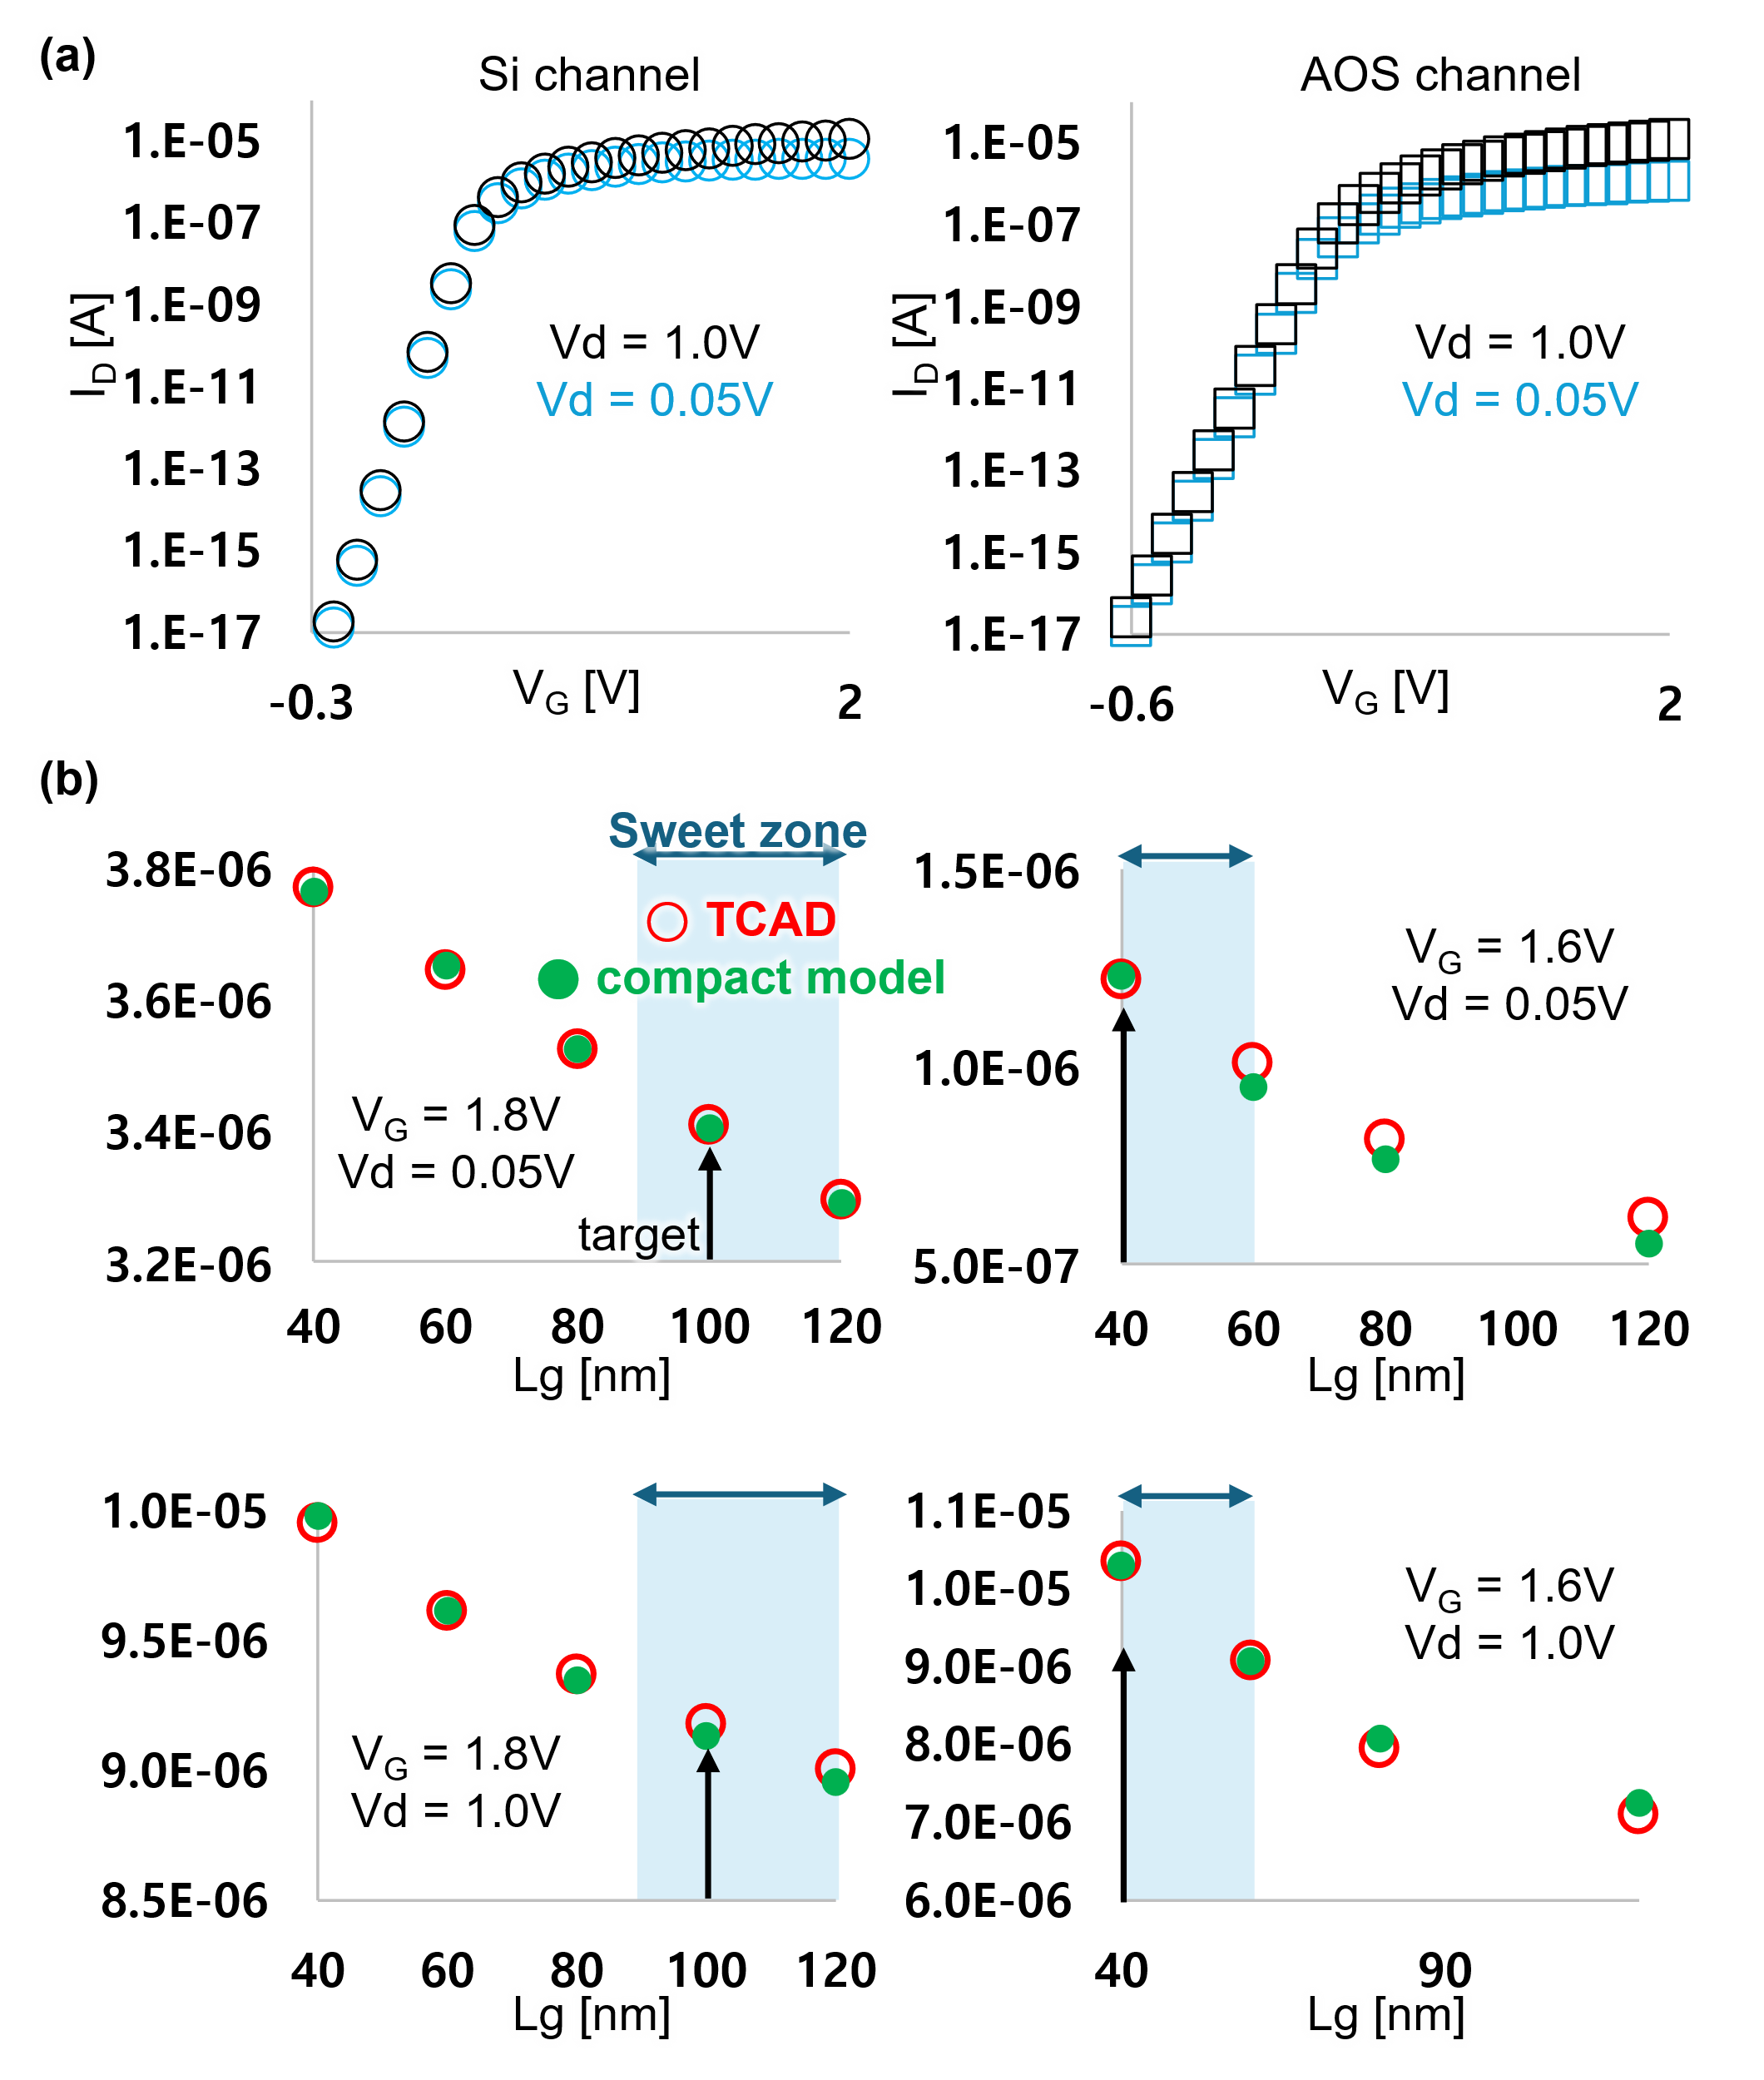 (a)
Si channel
1.E-05
1.E-07
1.E-09
1.E-11
1.E-13
1.E-15
1.E-17
I_D [A]
Vd = 1.0V
Vd = 0.05V
-0.3
V_G [V]
2
AOS channel
1.E-05
1.E-07
1.E-09
1.E-11
1.E-13
1.E-15
1.E-17
I_D [A]
Vd = 1.0V
Vd = 0.05V
-0.6
V_G [V]
2
(b)
Sweet zone
3.8E-06
3.6E-06
3.4E-06
3.2E-06
TCAD
compact model
V_G = 1.8V
Vd = 0.05V
target
40 60 80 100 120
Lg [nm]
1.5E-06
1.0E-06
5.0E-07
V_G = 1.6V
Vd = 0.05V
40 60 80 100 120
Lg [nm]
1.0E-05
9.5E-06
9.0E-06
8.5E-06
V_G = 1.8V
Vd = 1.0V
40 60 80 100 120
Lg [nm]
1.1E-05
1.0E-05
9.0E-06
8.0E-06
7.0E-06
6.0E-06
V_G = 1.6V
Vd = 1.0V
40 90
Lg [nm]